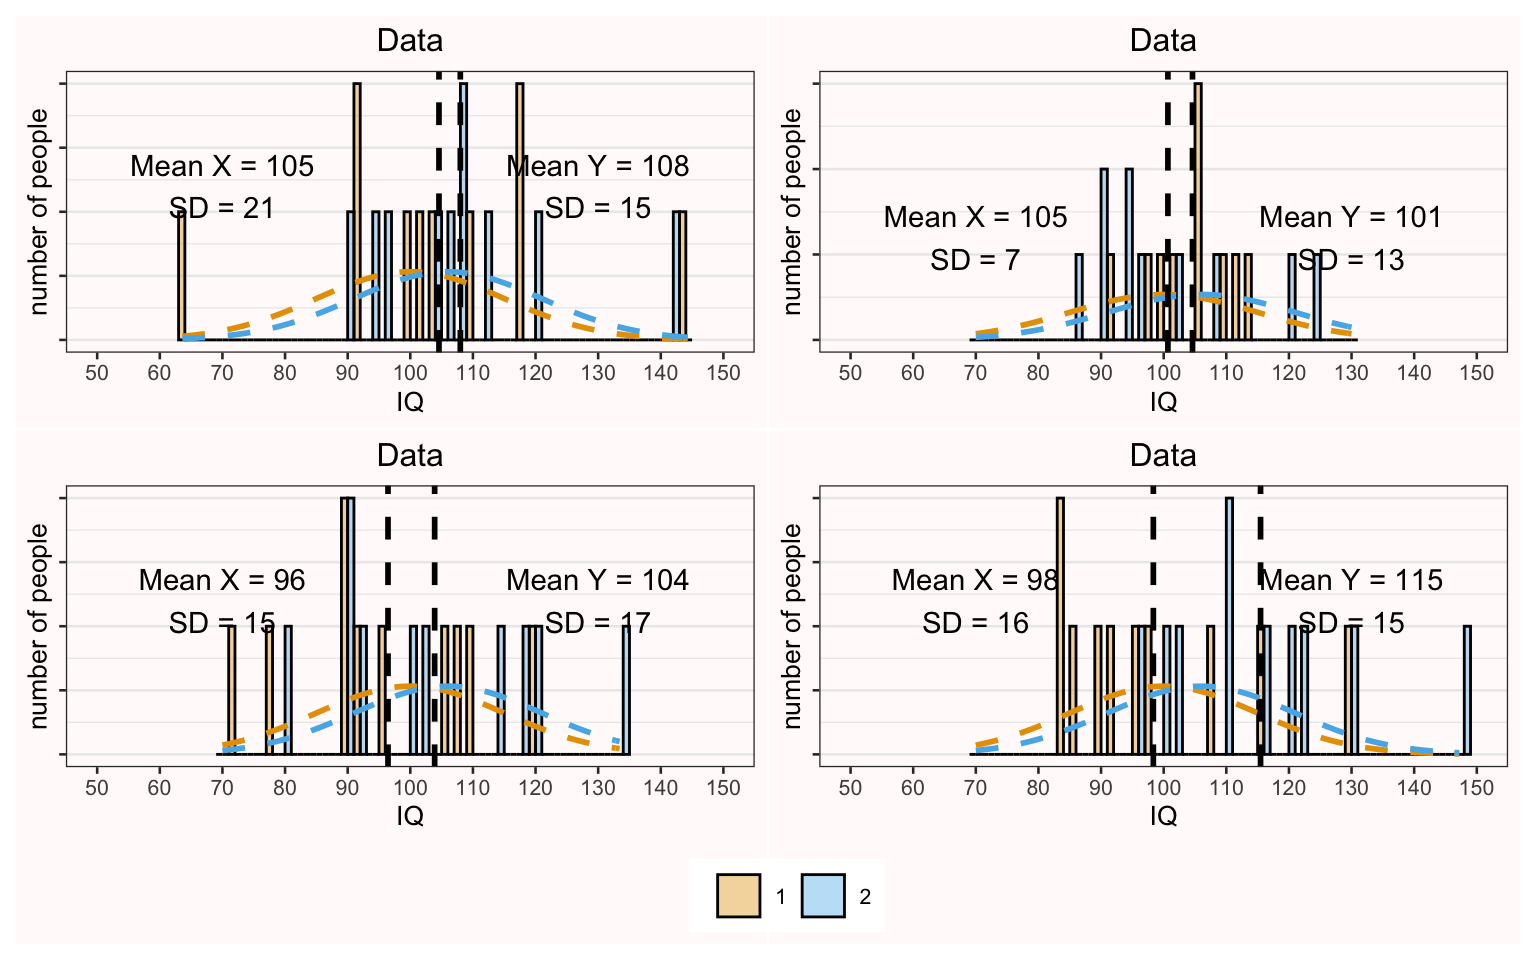 Data
number of people
Mean X = 105
SD = 21
Mean Y = 108
SD = 15
50 60 70 80 90 100 110 120 130 140 150
IQ
Data
number of people
Mean X = 105
SD = 7
Mean Y = 101
SD = 13
50 60 70 80 90 100 110 120 130 140 150
IQ
Data
number of people
Mean X = 96
SD = 15
Mean Y = 104
SD = 17
50 60 70 80 90 100 110 120 130 140 150
IQ
Data
number of people
Mean X = 98
SD = 16
Mean Y = 115
SD = 15
50 60 70 80 90 100 110 120 130 140 150
IQ
1 2